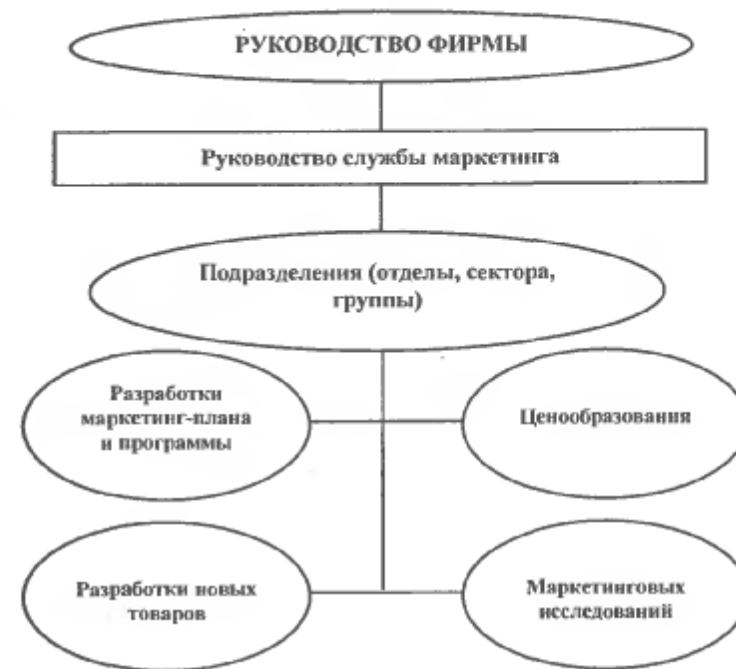 РУКОВОДСТВО ФИРМЫ
Руководство службы маркетинга
Подразделения (отделы, сектора,
группы)
Разработки
маркетинг-плана
и программы
Ценообразования
Разработки новых
товаров
Маркетинговых
исследований